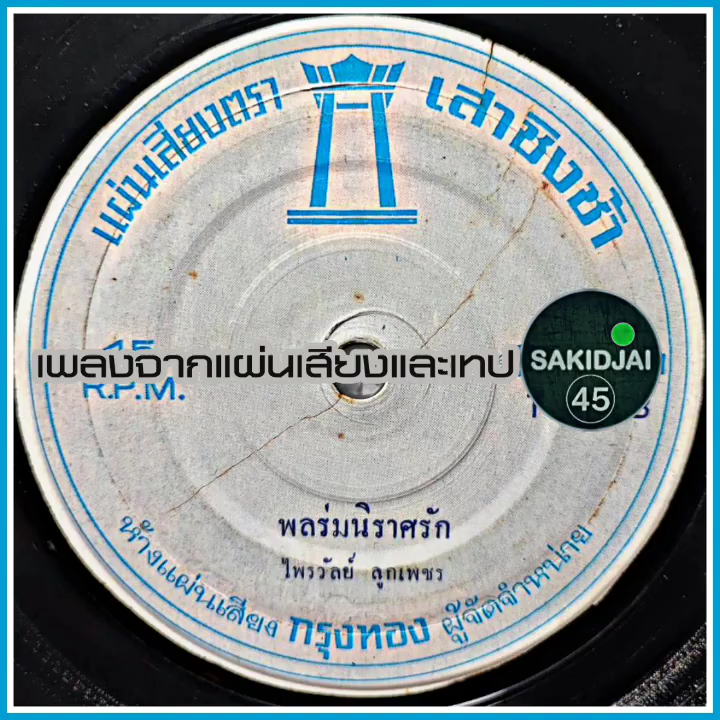 แผ่นเสียงตรา เสาชิงช้า
เพลงจากแผ่นเสียงและเทป
SAKIDJAI
45
R.P.M.
พลร่มนิราศรัก
ไพรวัลย์ ลูกเพชร
ห้างแผ่นเสียง กรุงทอง ผู้จัดจำหน่าย